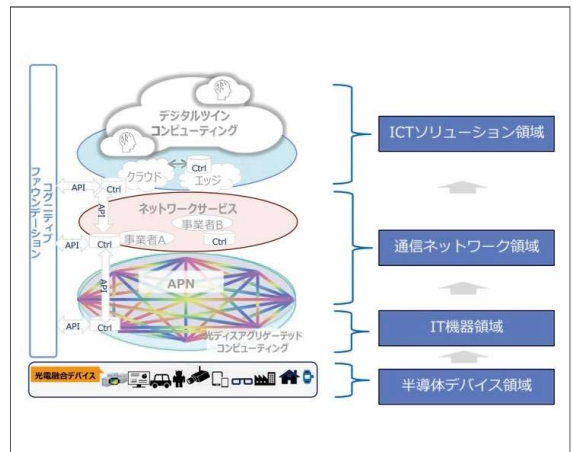 デジタルツイン
コンピューティング
ICTソリューション領域
コグニティブ
ファウンデーション
クラウド
Ctrl
エッジ
API
Ctrl
API
ネットワークサービス
事業者B
事業者A
Ctrl
API
Ctrl
通信ネットワーク領域
APN
API
API
Ctrl
光ディスアグリゲーテッド
コンピューティング
IT機器領域
光電融合デバイス
半導体デバイス領域